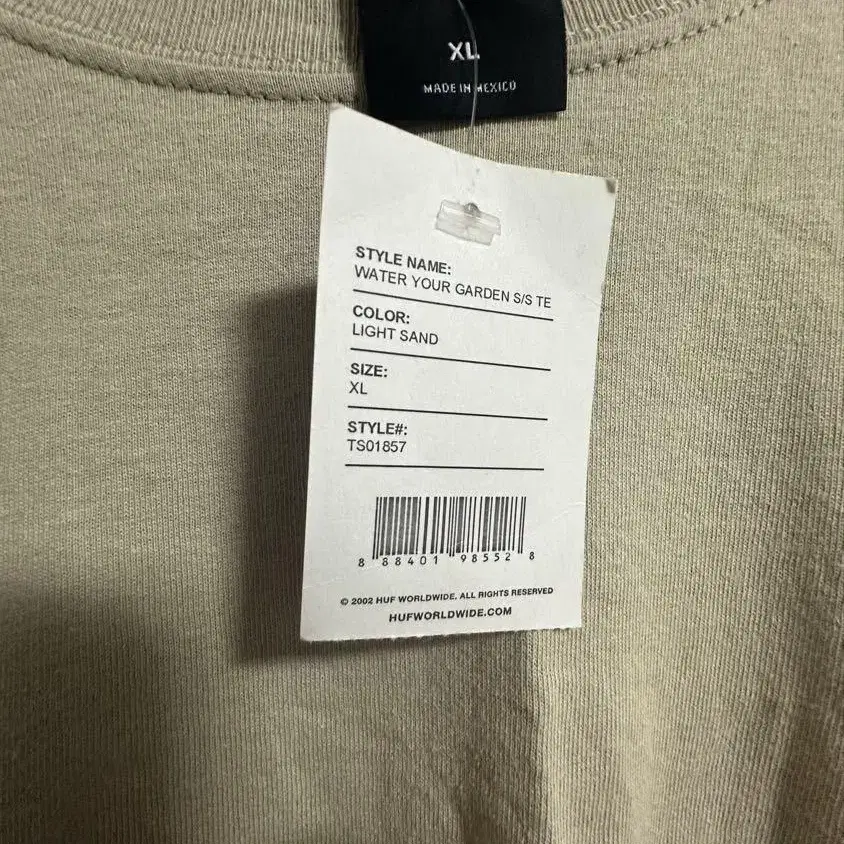 XL
MADE IN MEXICO
STYLE NAME:
WATER YOUR GARDEN S/S TE
COLOR:
LIGHT SAND
SIZE:
XL
STYLE#:
TS01857
8 88401 98552 8
© 2002 HUF WORLDWIDE. ALL RIGHTS RESERVED
HUFWORLDWIDE.COM